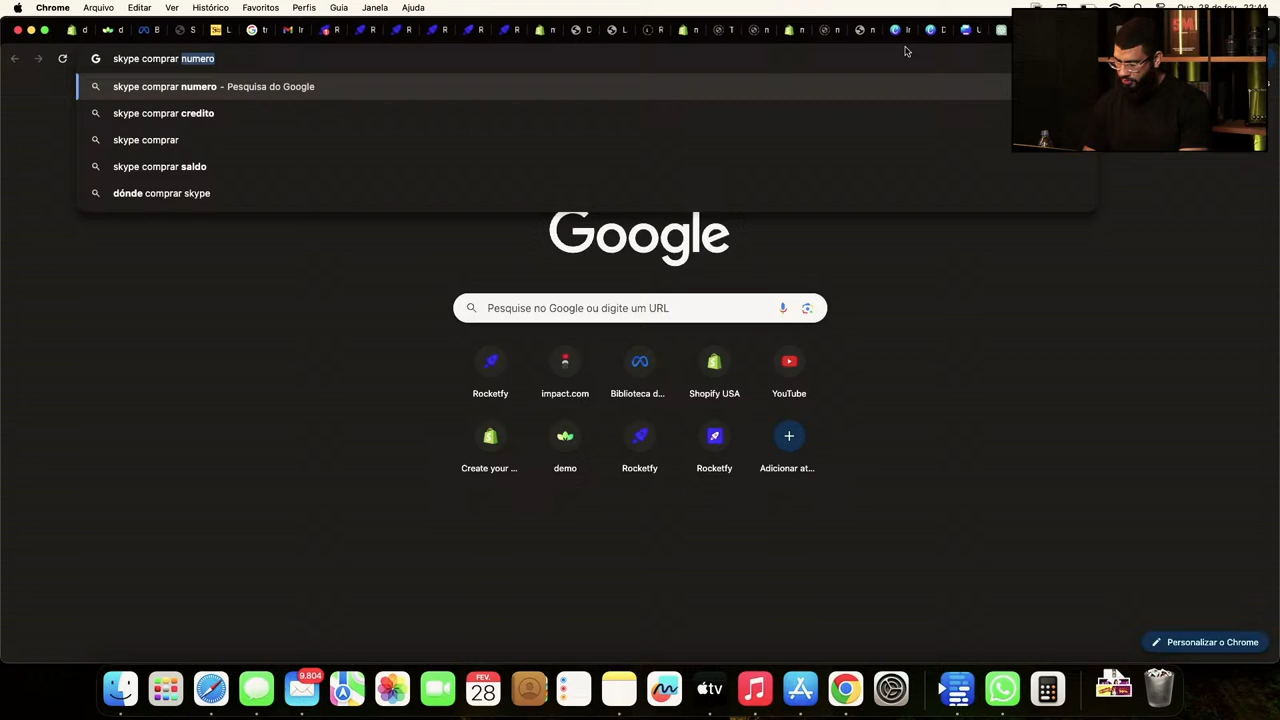 Chrome Arquivo Editar Ver Histórico Favoritos Perfis Guia Janela Ajuda
skype comprar numero
skype comprar numero - Pesquisa do Google
skype comprar credito
skype comprar
skype comprar saldo
dónde comprar skype
Google
Pesquise no Google ou digite um URL
Rocketfy impact.com Biblioteca d... Shopify USA YouTube
Create your ... demo Rocketfy Rocketfy Adicionar at...
Personalizar o Chrome
9.804
FEV.
28
tv